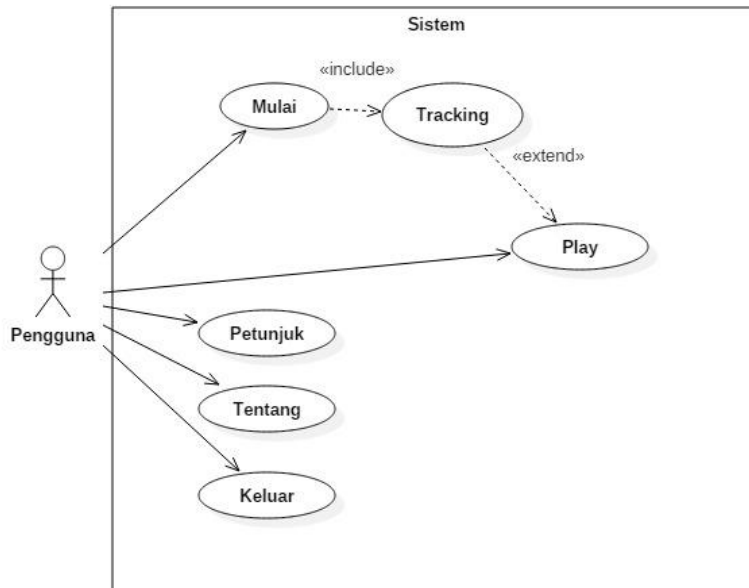 Sistem
«include»
Mulai
Tracking
«extend»
Play
Pengguna
Petunjuk
Tentang
Keluar